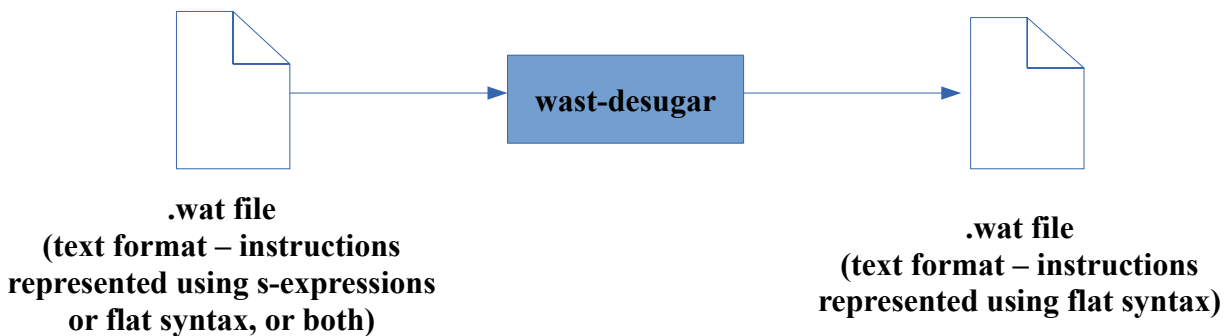 wast-desugar
.wat file
(text format – instructions
represented using s-expressions
or flat syntax, or both)
.wat file
(text format – instructions
represented using flat syntax)